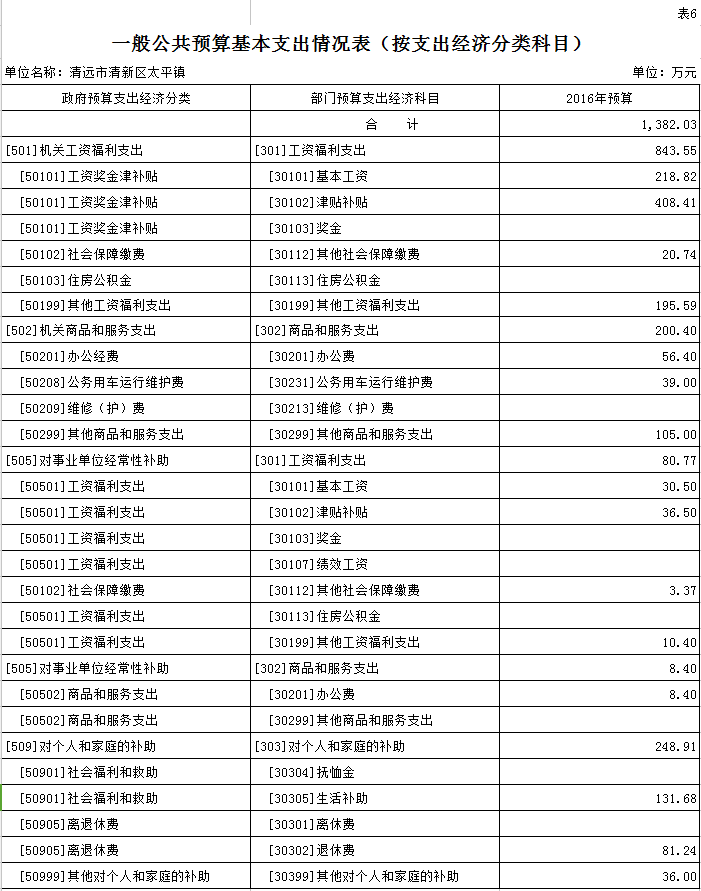 表6
一般公共预算基本支出情况表（按支出经济分类科目）
单位名称：清远市清新区太平镇 单位：万元
政府预算支出经济分类 部门预算支出经济科目 2016年预算
合 计 1,382.03
[501]机关工资福利支出 [301]工资福利支出 843.55
[50101]工资奖金津补贴 [30101]基本工资 218.82
[50101]工资奖金津补贴 [30102]津贴补贴 408.41
[50101]工资奖金津补贴 [30103]奖金
[50102]社会保障缴费 [30112]其他社会保障缴费 20.74
[50103]住房公积金 [30113]住房公积金
[50199]其他工资福利支出 [30199]其他工资福利支出 195.59
[502]机关商品和服务支出 [302]商品和服务支出 200.40
[50201]办公经费 [30201]办公费 56.40
[50208]公务用车运行维护费 [30231]公务用车运行维护费 39.00
[50209]维修（护）费 [30213]维修（护）费
[50299]其他商品和服务支出 [30299]其他商品和服务支出 105.00
[505]对事业单位经常性补助 [301]工资福利支出 80.77
[50501]工资福利支出 [30101]基本工资 30.50
[50501]工资福利支出 [30102]津贴补贴 36.50
[50501]工资福利支出 [30103]奖金
[50501]工资福利支出 [30107]绩效工资
[50102]社会保障缴费 [30112]其他社会保障缴费 3.37
[50501]工资福利支出 [30113]住房公积金
[50501]工资福利支出 [30199]其他工资福利支出 10.40
[505]对事业单位经常性补助 [302]商品和服务支出 8.40
[50502]商品和服务支出 [30201]办公费 8.40
[50502]商品和服务支出 [30299]其他商品和服务支出
[509]对个人和家庭的补助 [303]对个人和家庭的补助 248.91
[50901]社会福利和救助 [30304]抚恤金
[50901]社会福利和救助 [30305]生活补助 131.68
[50905]离退休费 [30301]离休费
[50905]离退休费 [30302]退休费 81.24
[50999]其他对个人和家庭的补助 [30399]其他对个人和家庭的补助 36.00